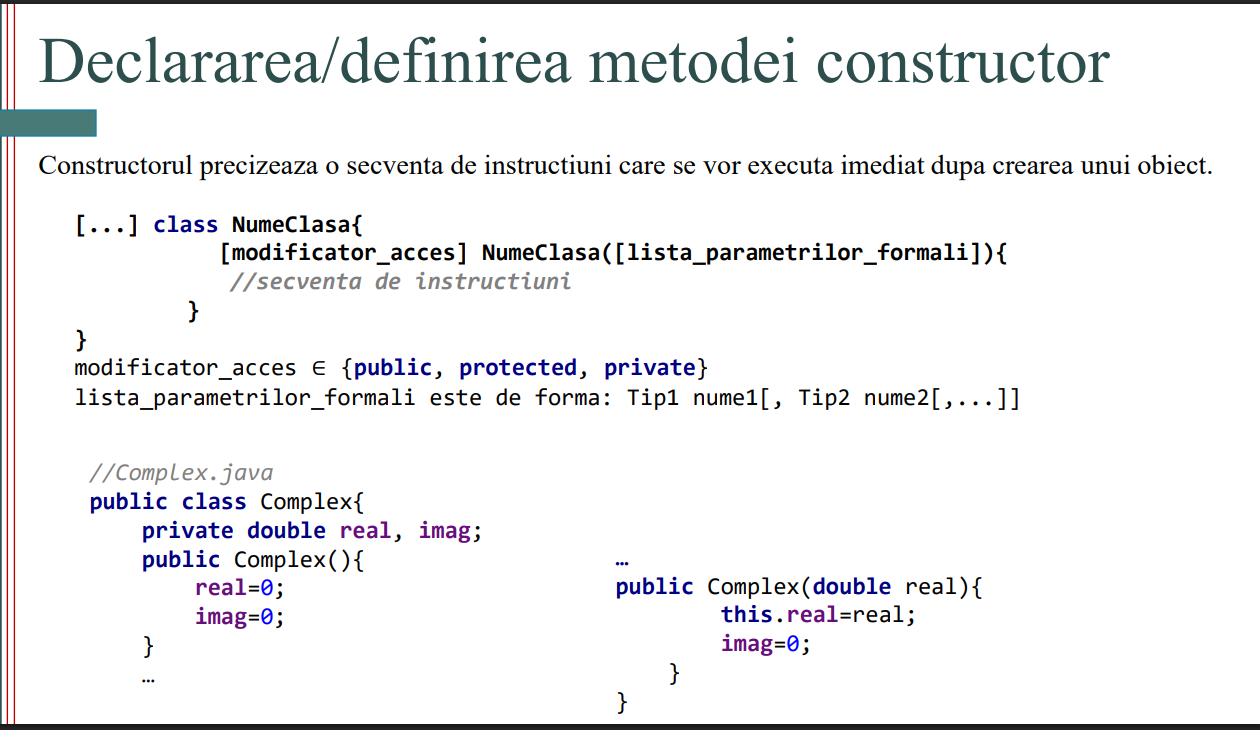 Declararea/definirea metodei constructor
Constructorul precizeaza o secventa de instructiuni care se vor executa imediat dupa crearea unui obiect.
[...] class NumeClasa{
[modificator_acces] NumeClasa([lista_parametrilor_formali]){
//secventa de instructiuni
}
}
modificator_acces ∈ {public, protected, private}
lista_parametrilor_formali este de forma: Tip1 nume1[, Tip2 nume2[,...]]
//Complex.java
public class Complex{
private double real, imag;
public Complex(){
real=0;
imag=0;
}
…
…
public Complex(double real){
this.real=real;
imag=0;
}
}